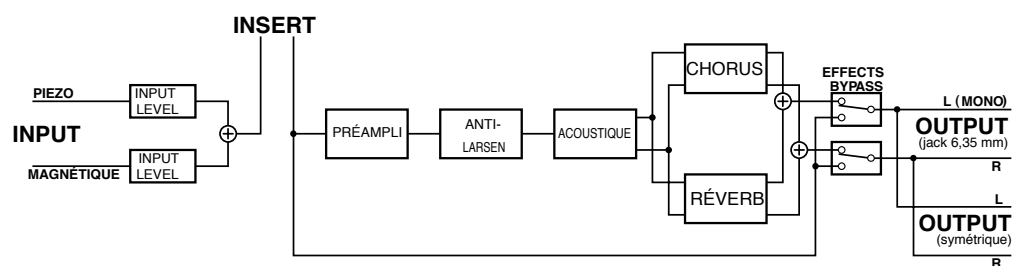 INSERT
PIEZO
INPUT
LEVEL
INPUT
MAGNÉTIQUE
INPUT
LEVEL
PRÉAMPLI
ANTI-
LARSEN
ACOUSTIQUE
CHORUS
RÉVERB
EFFECTS
BYPASS
L (MONO)
OUTPUT
(jack 6,35 mm)
R
L
OUTPUT
(symétrique)
R